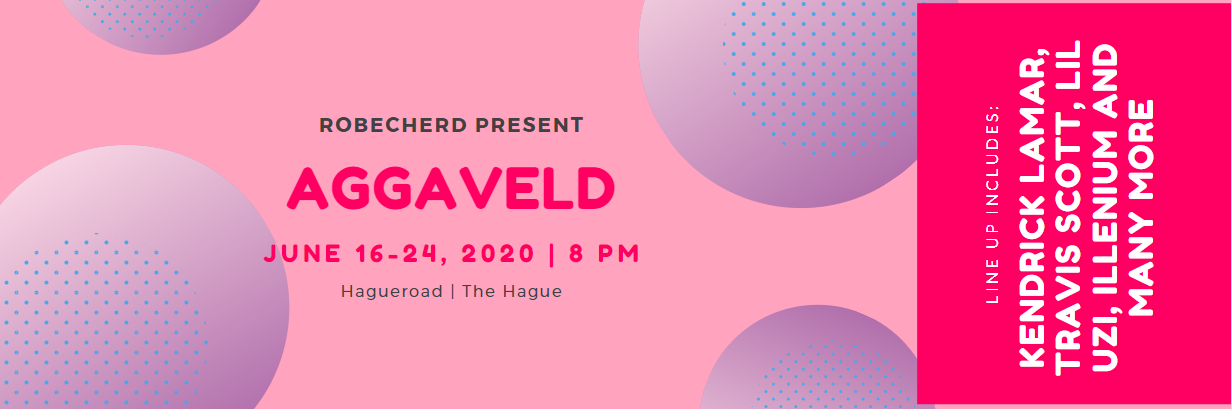 ROBECHERD PRESENT
AGGAVELD
JUNE 16-24, 2020 | 8 PM
Hagueroad | The Hague
LINE UP INCLUDES:
KENDRICK LAMAR,
TRAVIS SCOTT, LIL
UZI, ILLENIUM AND
MANY MORE